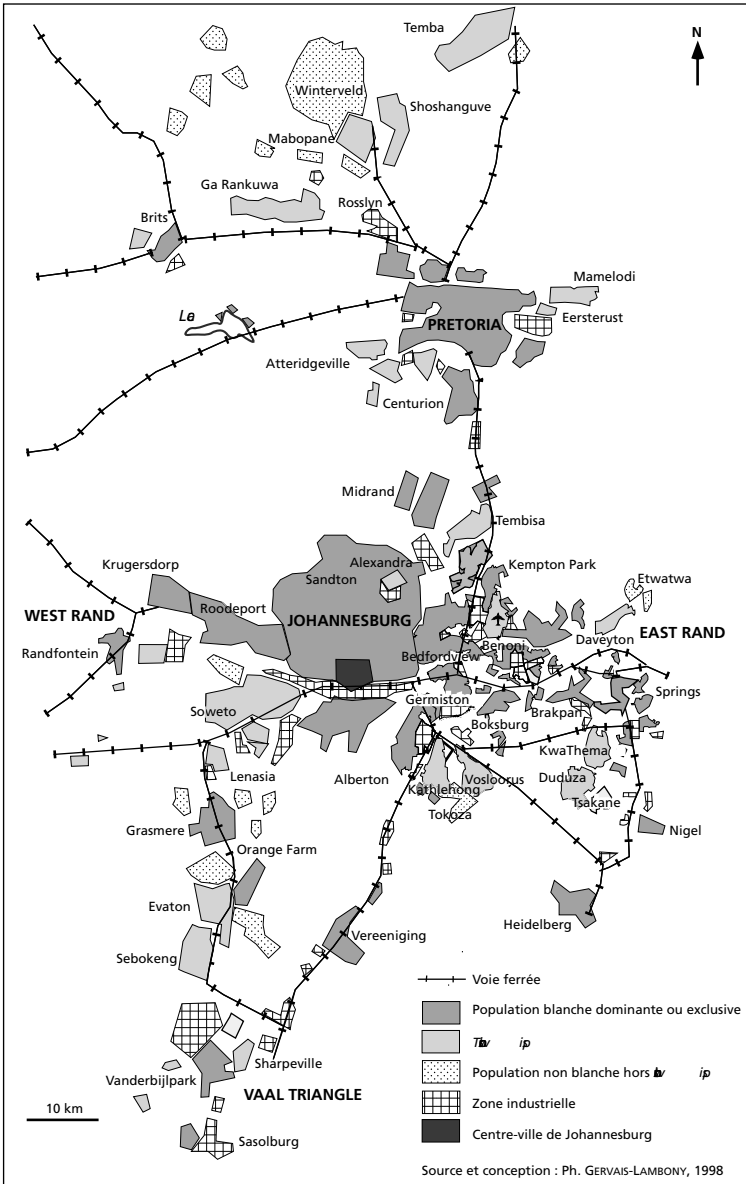 Temba
N
Winterveld
Shoshanguve
Mabopane
Ga Rankuwa
Rosslyn
Brits
Mamelodi
PRETORIA
Eersterust
Atteridgeville
Centurion
Midrand
Tembisa
Krugersdorp
Alexandra
Sandton
Kempton Park
Etwatwa
WEST RAND
Roodeport
JOHANNESBURG
EAST RAND
Daveyton
Randfontein
Benoni
Bedfordview
Springs
Germiston
Soweto
Brakpan
Boksburg
KwaThema
Lenasia
Alberton
Vosloorus
Duduza
Kathlehong
Tsakane
Tokoza
Grasmere
Nigel
Orange Farm
Evaton
Heidelberg
Vereeniging
Sebokeng
Voie ferrée
Population blanche dominante ou exclusive
Population non blanche hors
Sharpeville
Vanderbijlpark
VAAL TRIANGLE
Zone industrielle
10 km
Centre-ville de Johannesburg
Sasolburg
Source et conception : Ph. GERVAIS-LAMBONY, 1998